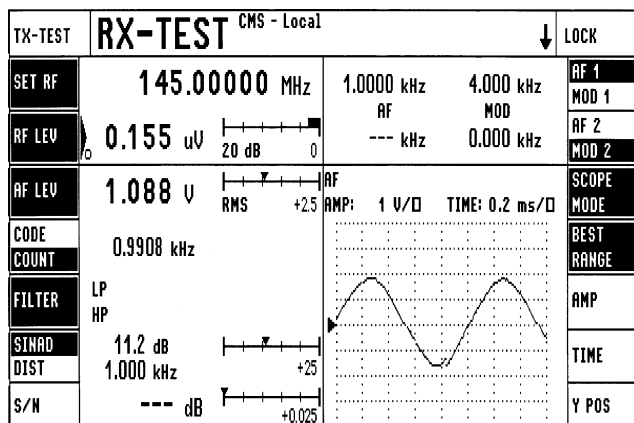 TX-TEST
RX-TEST CMS - Local
LOCK
SET RF
145.00000 MHz
1.0000 kHz 4.000 kHz
AF MOD
AF 1
MOD 1
RF LEV
0.155 uV
20 dB 0
--- kHz 0.000 kHz
AF 2
MOD 2
AF LEV
1.088 V
RMS +2.5
AF
AMP: 1 V/□ TIME: 0.2 ms/□
SCOPE
MODE
CODE
COUNT
0.9908 kHz
BEST
RANGE
FILTER
LP
HP
AMP
SINAD
DIST
11.2 dB
1.000 kHz
+25
TIME
S/N
--- dB
+0.025
Y POS